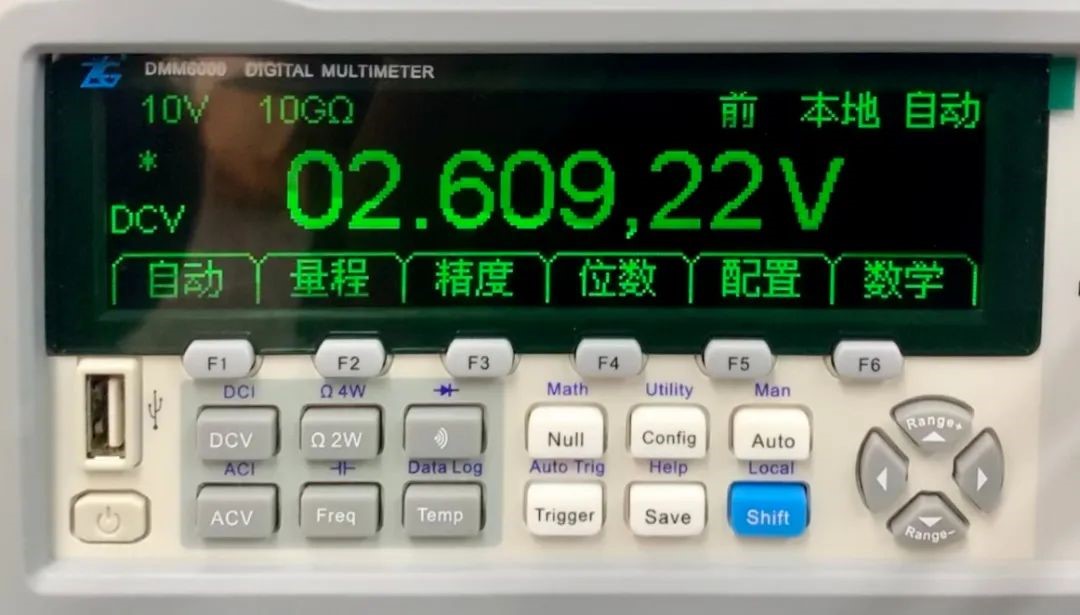 ZG DMM6000 DIGITAL MULTIMETER
10V 10GΩ 前 本地 自动
*
02.609,22V
DCV
自动 量程 精度 位数 配置 数学
F1 F2 F3 F4 F5 F6
DCI Ω 4W Math Utility Man
DCV Ω 2W Null Config Auto
Range+
ACI Data Log Auto Trig Help Local
ACV Freq Temp Trigger Save Shift
Range-